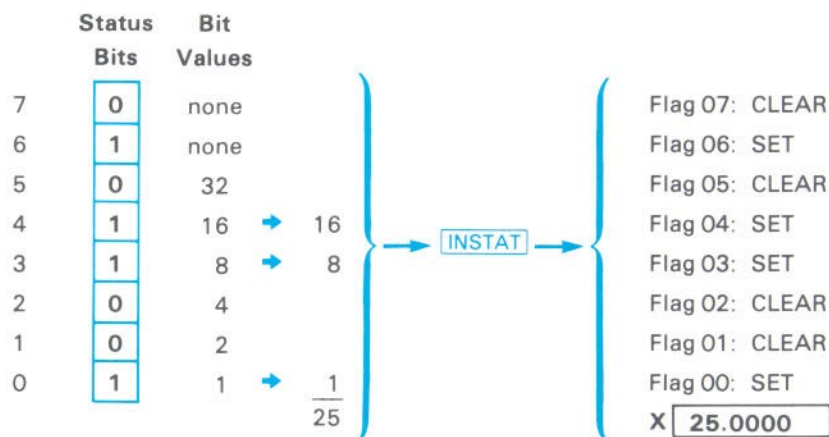 Status Bit
Bits Values
7 0 none Flag 07: CLEAR
6 1 none Flag 06: SET
5 0 32 Flag 05: CLEAR
4 1 16 → 16 Flag 04: SET
INSTAT
3 1 8 → 8 Flag 03: SET
2 0 4 Flag 02: CLEAR
1 0 2 Flag 01: CLEAR
0 1 1 → 1 Flag 00: SET
25 X 25.0000